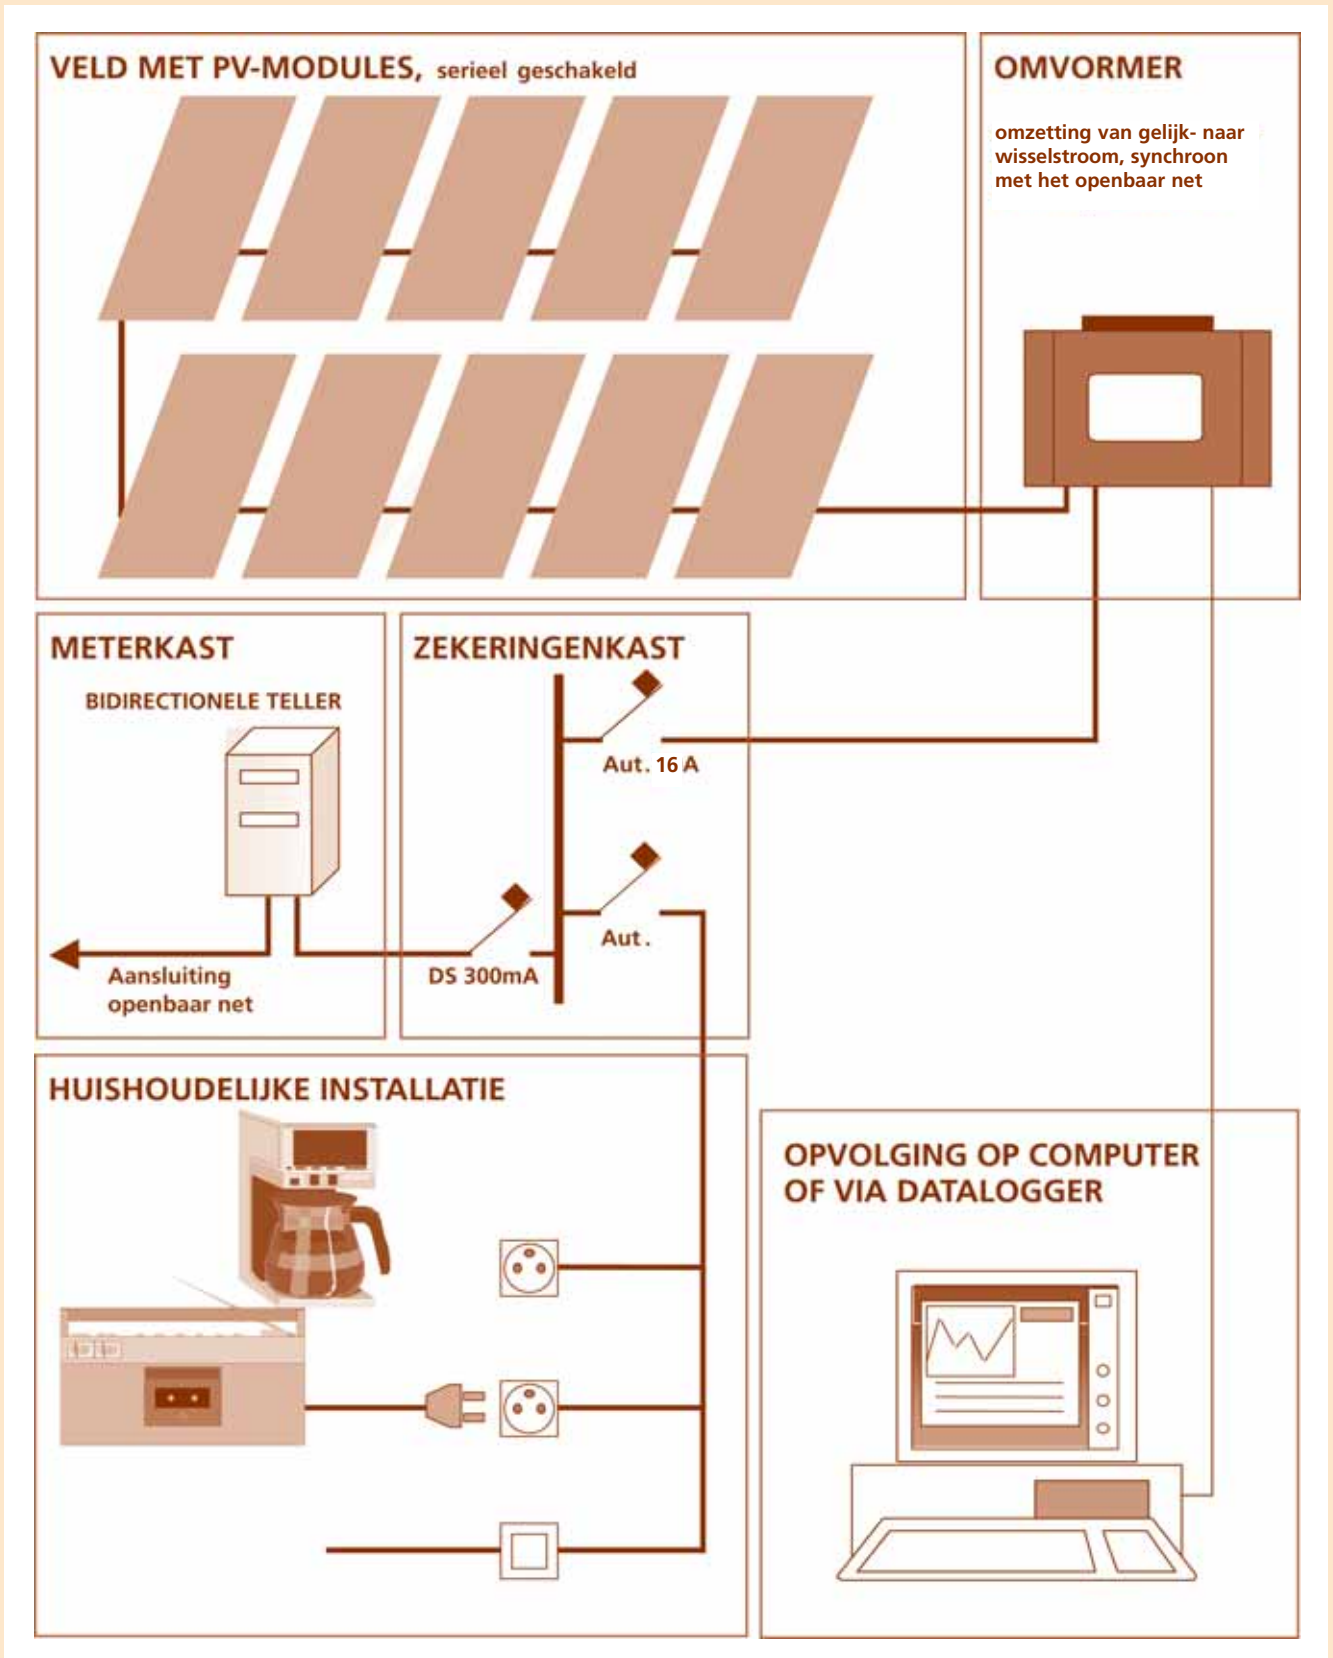 VELD MET PV-MODULES, serieel geschakeld
OMVORMER
omzetting van gelijk- naar
wisselstroom, synchroon
met het openbaar net
METERKAST
BIDIRECTIONELE TELLER
Aansluiting
openbaar net
ZEKERINGENKAST
Aut. 16 A
Aut.
DS 300mA
HUISHOUDELIJKE INSTALLATIE
OPVOLGING OP COMPUTER
OF VIA DATALOGGER